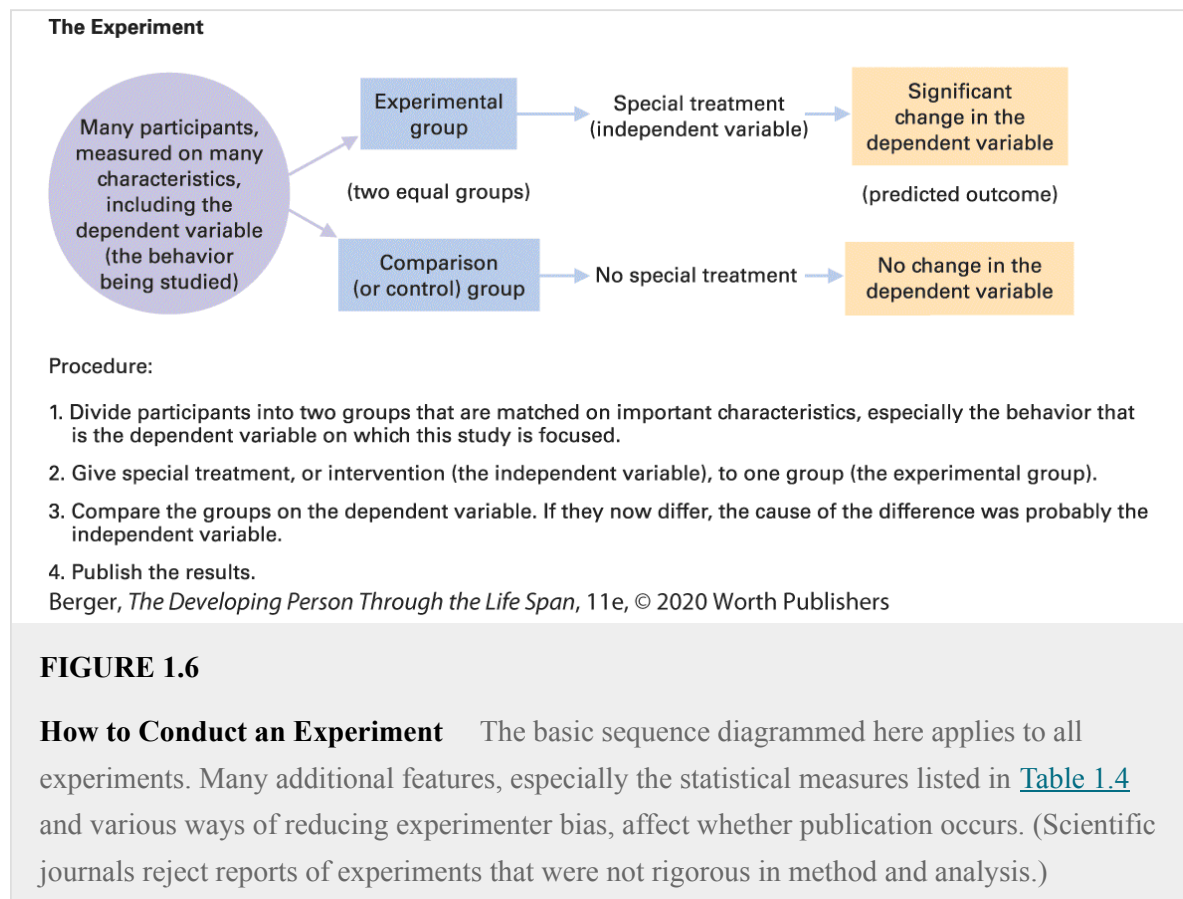 The Experiment
Many participants,
measured on many
characteristics,
including the
dependent variable
(the behavior
being studied)
Experimental
group
Special treatment
(independent variable)
Significant
change in the
dependent variable
(two equal groups)
(predicted outcome)
Comparison
(or control) group
No special treatment
No change in the
dependent variable
Procedure:
1. Divide participants into two groups that are matched on important characteristics, especially the behavior that
is the dependent variable on which this study is focused.
2. Give special treatment, or intervention (the independent variable), to one group (the experimental group).
3. Compare the groups on the dependent variable. If they now differ, the cause of the difference was probably the
independent variable.
4. Publish the results.
Berger, The Developing Person Through the Life Span, 11e, © 2020 Worth Publishers
FIGURE 1.6
How to Conduct an Experiment The basic sequence diagrammed here applies to all
experiments. Many additional features, especially the statistical measures listed in Table 1.4
and various ways of reducing experimenter bias, affect whether publication occurs. (Scientific
journals reject reports of experiments that were not rigorous in method and analysis.)